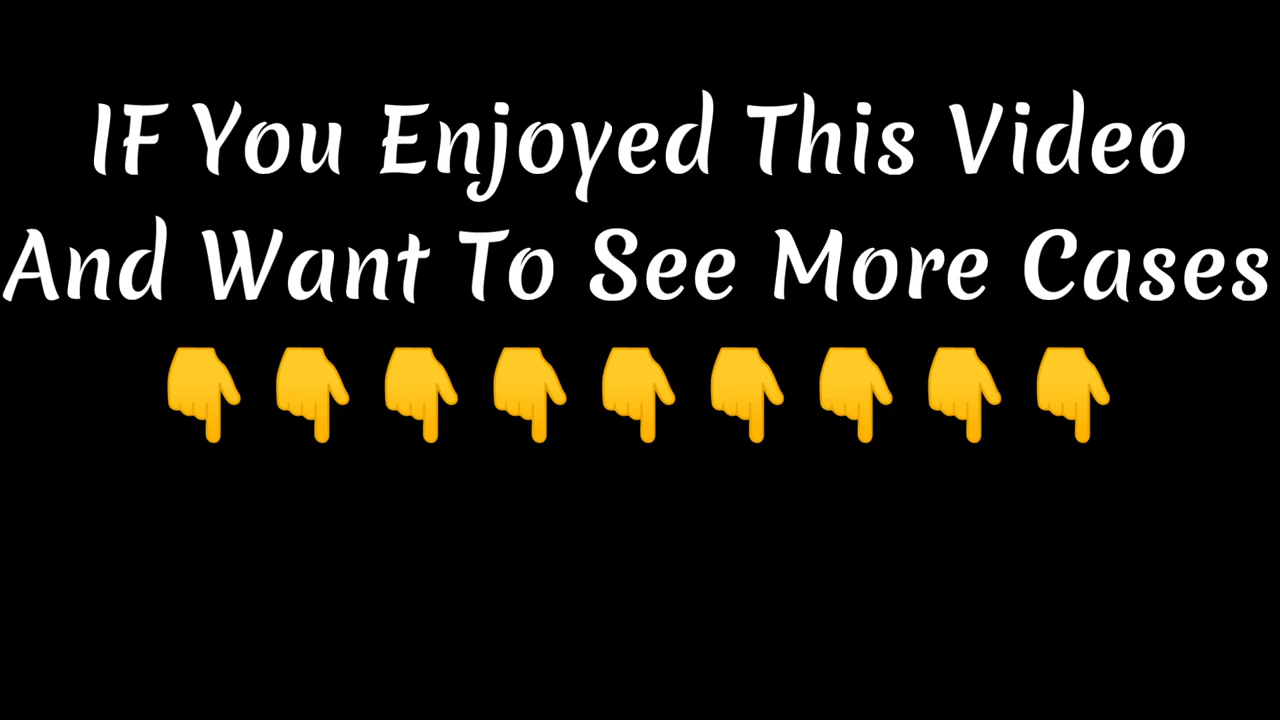 IF You Enjoyed This Video
And Want To See More Cases
👇👇👇👇👇👇👇👇👇